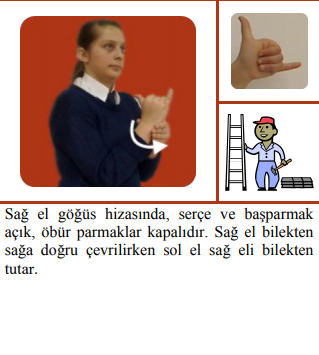 Sağ el göğüs hizasında, serçe ve başparmak
açık, öbür parmaklar kapalıdır. Sağ el bilekten
sağa doğru çevrilirken sol el sağ eli bilekten
tutar.